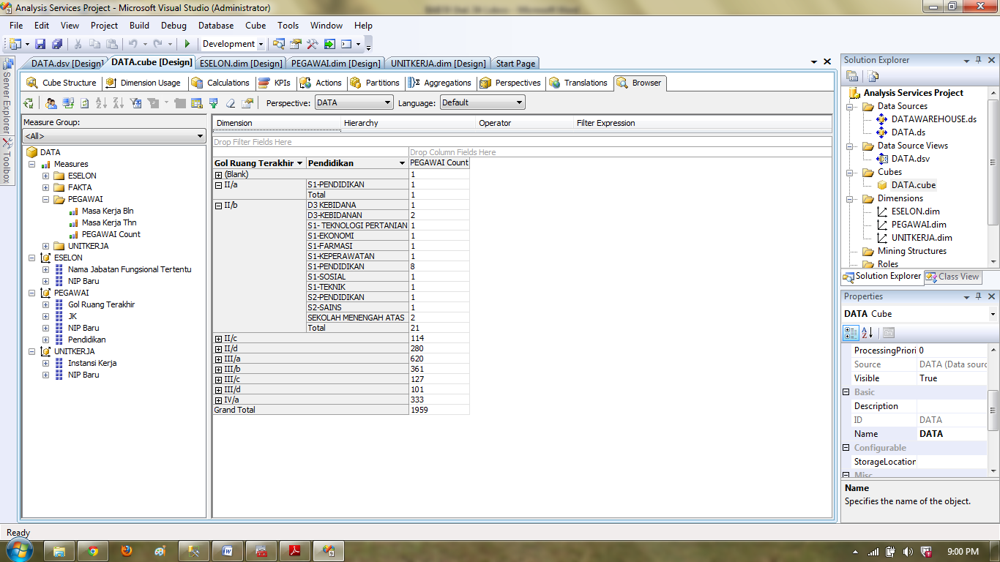 Analysis Services Project - Microsoft Visual Studio (Administrator)
File Edit View Project Build Debug Database Cube Tools Window Help
Development
DATA.dsv [Design] DATA.cube [Design] ESELON.dim [Design] PEGAWAI.dim [Design] UNITKERJA.dim [Design] Start Page
Cube Structure Dimension Usage Calculations KPIs Actions Partitions Aggregations Perspectives Translations Browser
Perspective: DATA Language: Default
Server Explorer
Toolbox
Measure Group:
<All>
DATA
Measures
ESELON
FAKTA
PEGAWAI
Masa Kerja Bln
Masa Kerja Thn
PEGAWAI Count
UNITKERJA
ESELON
Nama Jabatan Fungsional Tertentu
NIP Baru
PEGAWAI
Gol Ruang Terakhir
JK
NIP Baru
Pendidikan
UNITKERJA
Instansi Kerja
NIP Baru
Dimension Hierarchy Operator Filter Expression
Drop Filter Fields Here
Drop Column Fields Here
Gol Ruang Terakhir Pendidikan PEGAWAI Count
(Blank) 1
II/a S1-PENDIDIKAN 1
Total 1
II/b D3 KEBIDANA 1
D3-KEBIDANAN 2
S1- TEKNOLOGI PERTANIAN 1
S1-EKONOMI 1
S1-FARMASI 1
S1-KEPERAWATAN 1
S1-PENDIDIKAN 8
S1-SOSIAL 1
S1-TEKNIK 1
S2-PENDIDIKAN 1
S2-SAINS 1
SEKOLAH MENENGAH ATAS 2
Total 21
II/c 114
II/d 280
III/a 620
III/b 361
III/c 127
III/d 101
IV/a 333
Grand Total 1959
Solution Explorer
Analysis Services Project
Data Sources
DATAWAREHOUSE.ds
DATA.ds
Data Source Views
DATA.dsv
Cubes
DATA.cube
Dimensions
ESELON.dim
PEGAWAI.dim
UNITKERJA.dim
Mining Structures
Roles
Solution Explorer Class View
Properties
DATA Cube
ProcessingPriori 0
Source DATA (Data sourc
Visible True
Basic
Description
ID DATA
Name DATA
Configurable
StorageLocation
Misc
Name
Specifies the name of the object.
Ready
9:00 PM